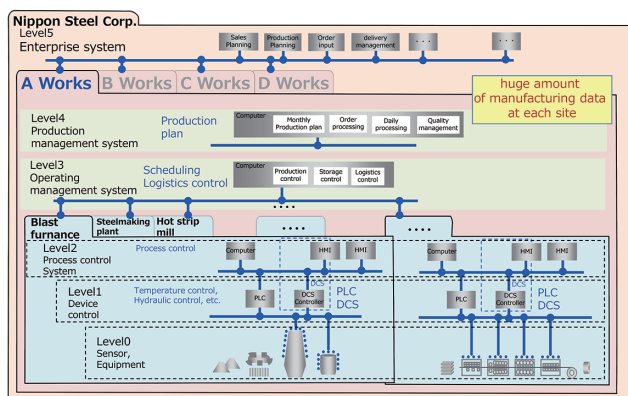 Nippon Steel Corp.
Level5
Enterprise system
Sales
Planning
Production
Planning
Order
input
delivery
management
. . .
. . .
A Works
B Works
C Works
D Works
huge amount
of manufacturing data
at each site
Level4
Production
management system
Production
plan
Computer
Monthly
Production plan
Order
processing
Daily
processing
Quality
management
Level3
Operating
management system
Scheduling
Logistics control
Computer
Production
control
Storage
control
Logistics
control
....
....
Blast
furnance
Steelmaking
plant
Hot strip
mill
....
....
Level2
Process control
System
Process control
Computer
HMI
HMI
Computer
HMI
HMI
Level1
Device
control
Temperature control,
Hydraulic control, etc.
PLC
DCS
DCS
Controller
PLC
DCS
PLC
DCS
DCS
Controller
PLC
DCS
Level0
Sensor,
Equipment